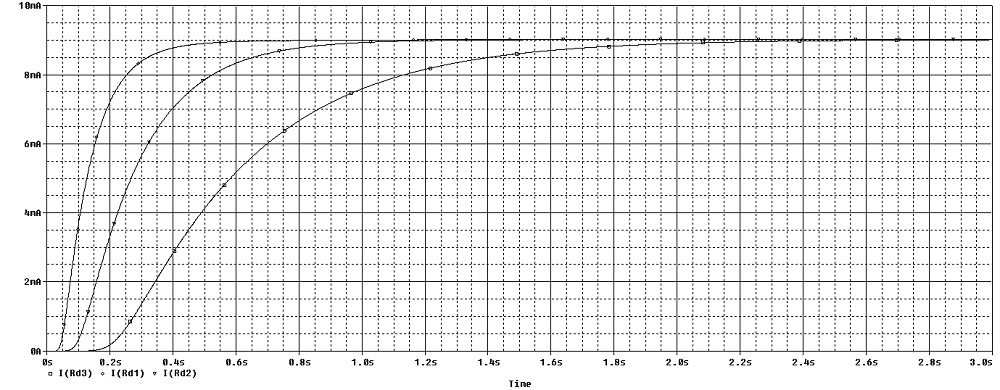 10mA
8mA
6mA
4mA
2mA
0A
0s 0.2s 0.4s 0.6s 0.8s 1.0s 1.2s 1.4s 1.6s 1.8s 2.0s 2.2s 2.4s 2.6s 2.8s 3.0s
I(Rd3) I(Rd1) I(Rd2)
Time